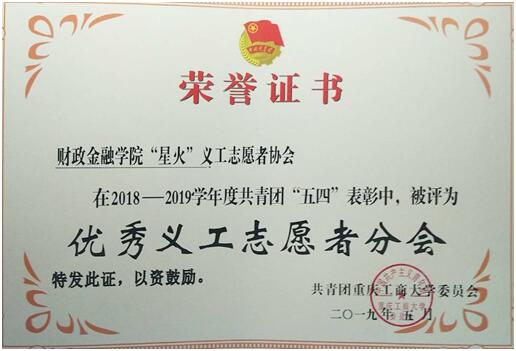 荣誉证书
财政金融学院“星火”义工志愿者协会
在2018——2019学年度共青团“五四”表彰中，被评为
优秀义工志愿者分会
特发此证，以资鼓励。
共青团重庆工商大学委员会
二〇一九年五月